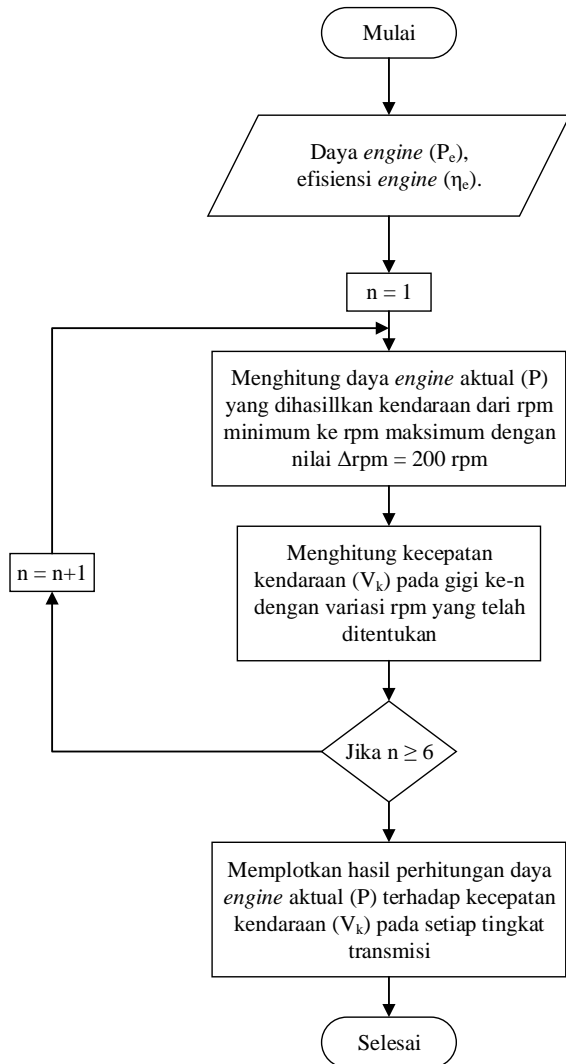 Mulai
Daya engine (Pₑ),
efisiensi engine (ηₑ).
n = 1
Menghitung daya engine aktual (P)
yang dihasillkan kendaraan dari rpm
minimum ke rpm maksimum dengan
nilai Δrpm = 200 rpm
Menghitung kecepatan
kendaraan (Vₖ) pada gigi ke-n
dengan variasi rpm yang telah
ditentukan
n = n+1
Jika n ≥ 6
Memplotkan hasil perhitungan daya
engine aktual (P) terhadap kecepatan
kendaraan (Vₖ) pada setiap tingkat
transmisi
Selesai